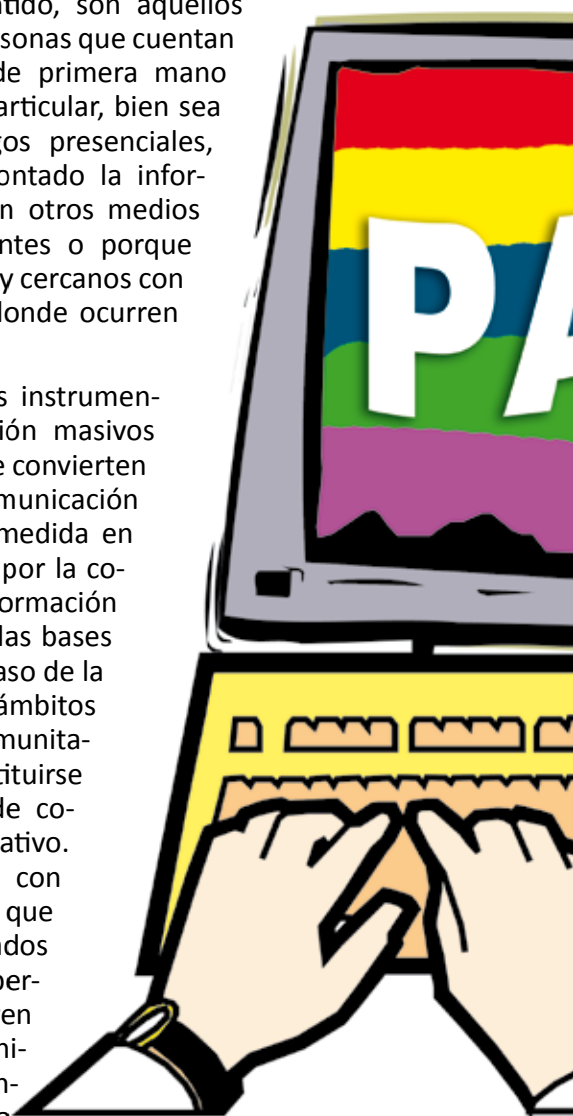 ntido, son aquellos
sonas que cuentan
de primera mano
articular, bien sea
gos presenciales,
ontado la infor-
n otros medios
ntes o porque
y cercanos con
donde ocurren
s instrumen-
ión masivos
e convierten
municación
medida en
por la co-
ormación
las bases
aso de la
ámbitos
munita-
tituirse
de co-
ativo.
con
que
dos
per-
en
ni-
n-
PA